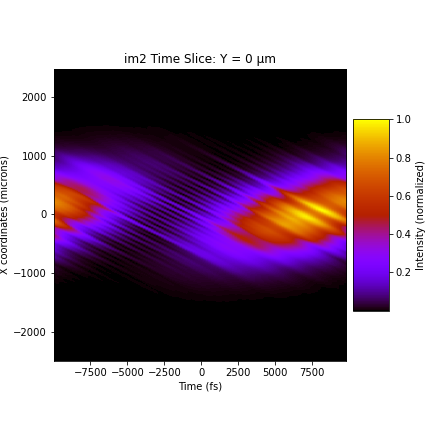 im2 Time Slice: Y = 0 μm
X coordinates (microns)
2000
1000
0
−1000
−2000
−7500 −5000 −2500 0 2500 5000 7500
Time (fs)
1.0
0.8
0.6
0.4
0.2
Intensity (normalized)